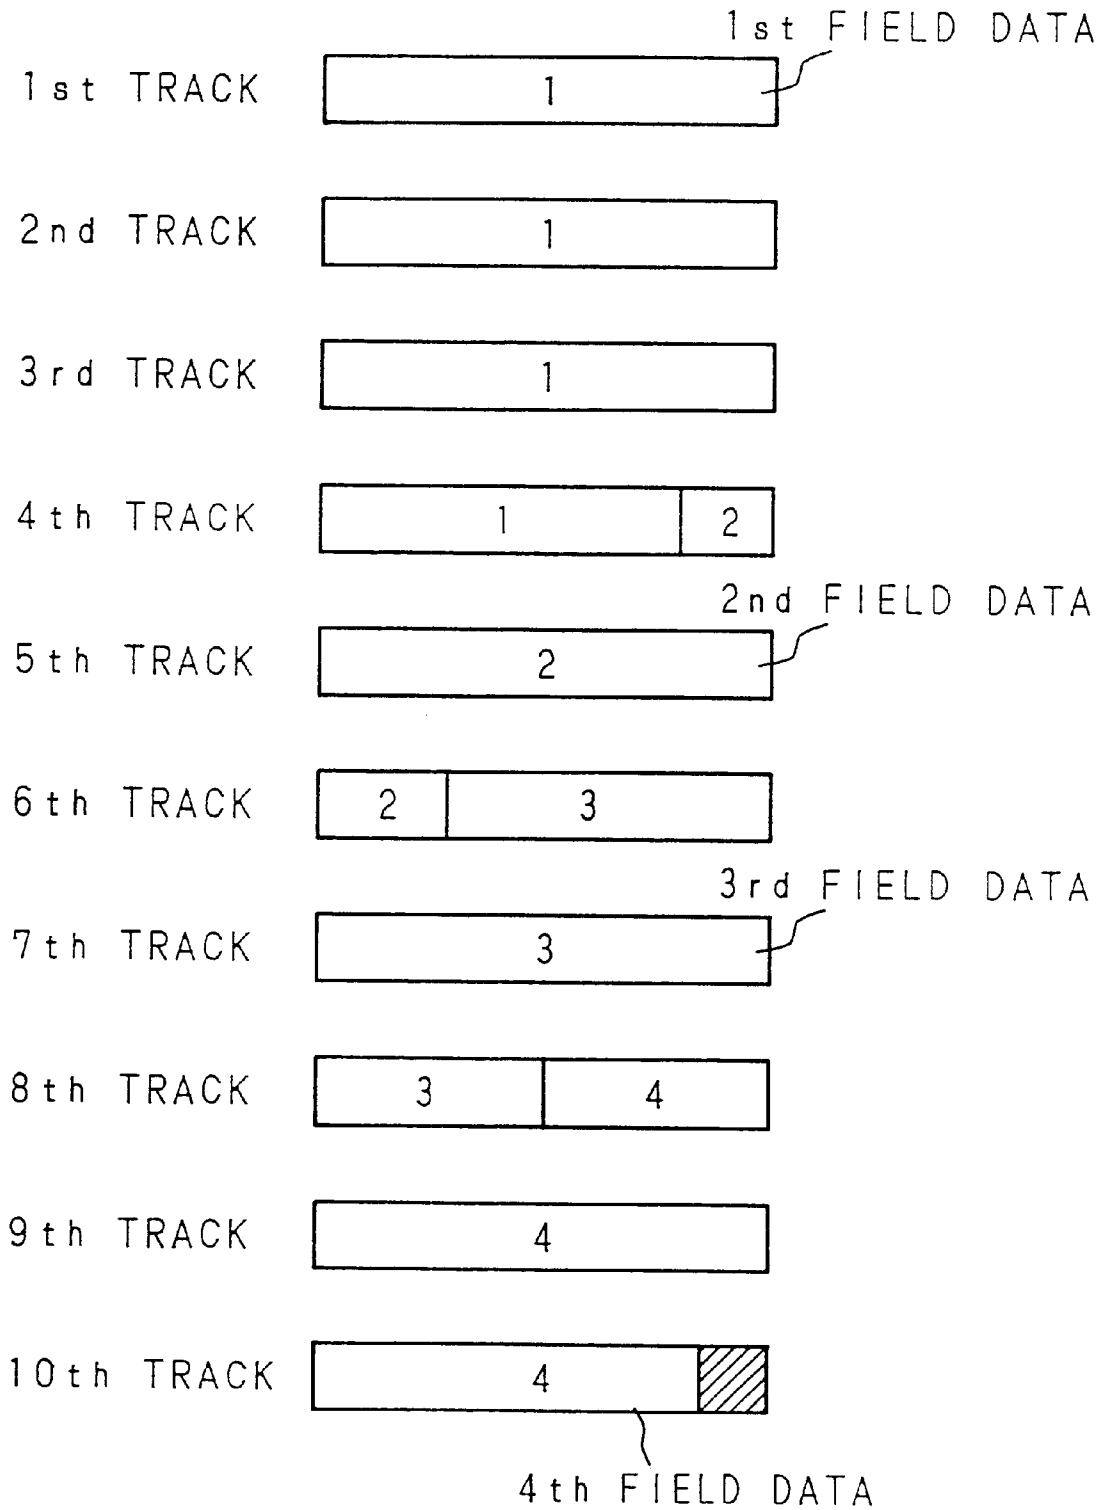 1st FIELD DATA
1st TRACK 1
2nd TRACK 1
3rd TRACK 1
4th TRACK 1 2
2nd FIELD DATA
5th TRACK 2
6th TRACK 2 3
3rd FIELD DATA
7th TRACK 3
8th TRACK 3 4
9th TRACK 4
10th TRACK 4
4th FIELD DATA